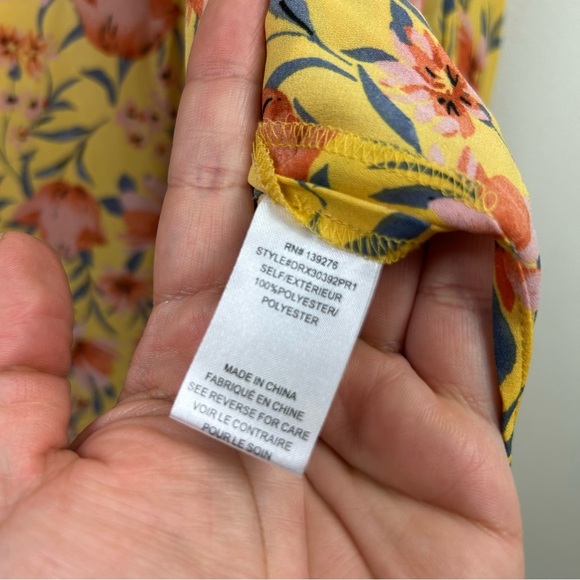 RN# 139276
STYLE#DRX30392PR1
SELF/EXTÉRIEUR
100%POLYESTER/
POLYESTER
MADE IN CHINA
FABRIQUÉ EN CHINE
SEE REVERSE FOR CARE
VOIR LE CONTRAIRE
POUR LE SOIN